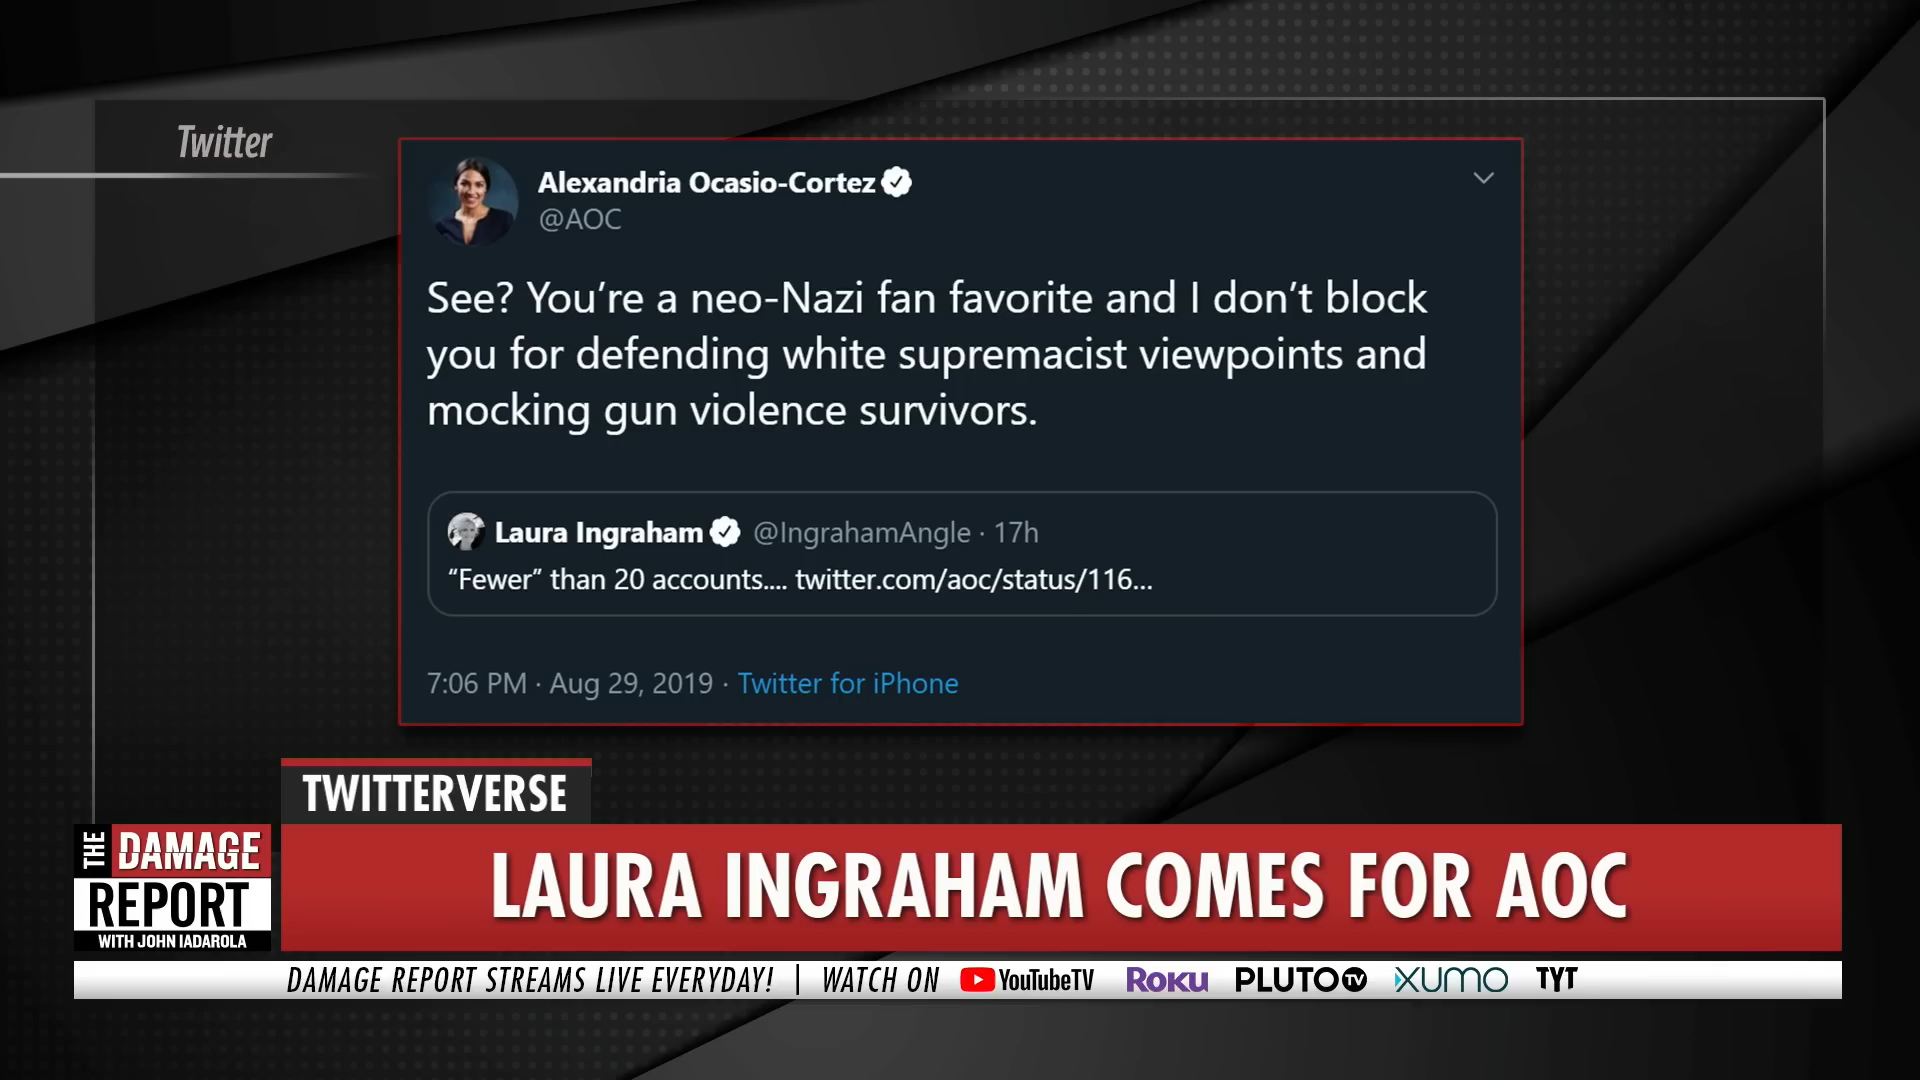 Twitter
Alexandria Ocasio-Cortez
@AOC
See? You’re a neo-Nazi fan favorite and I don’t block
you for defending white supremacist viewpoints and
mocking gun violence survivors.
Laura Ingraham @IngrahamAngle · 17h
“Fewer” than 20 accounts.... twitter.com/aoc/status/116...
7:06 PM · Aug 29, 2019 · Twitter for iPhone
TWITTERVERSE
THE DAMAGE
REPORT
WITH JOHN IADAROLA
LAURA INGRAHAM COMES FOR AOC
DAMAGE REPORT STREAMS LIVE EVERYDAY! | WATCH ON YouTubeTV ROKU PLUTO TV XUMO TYT